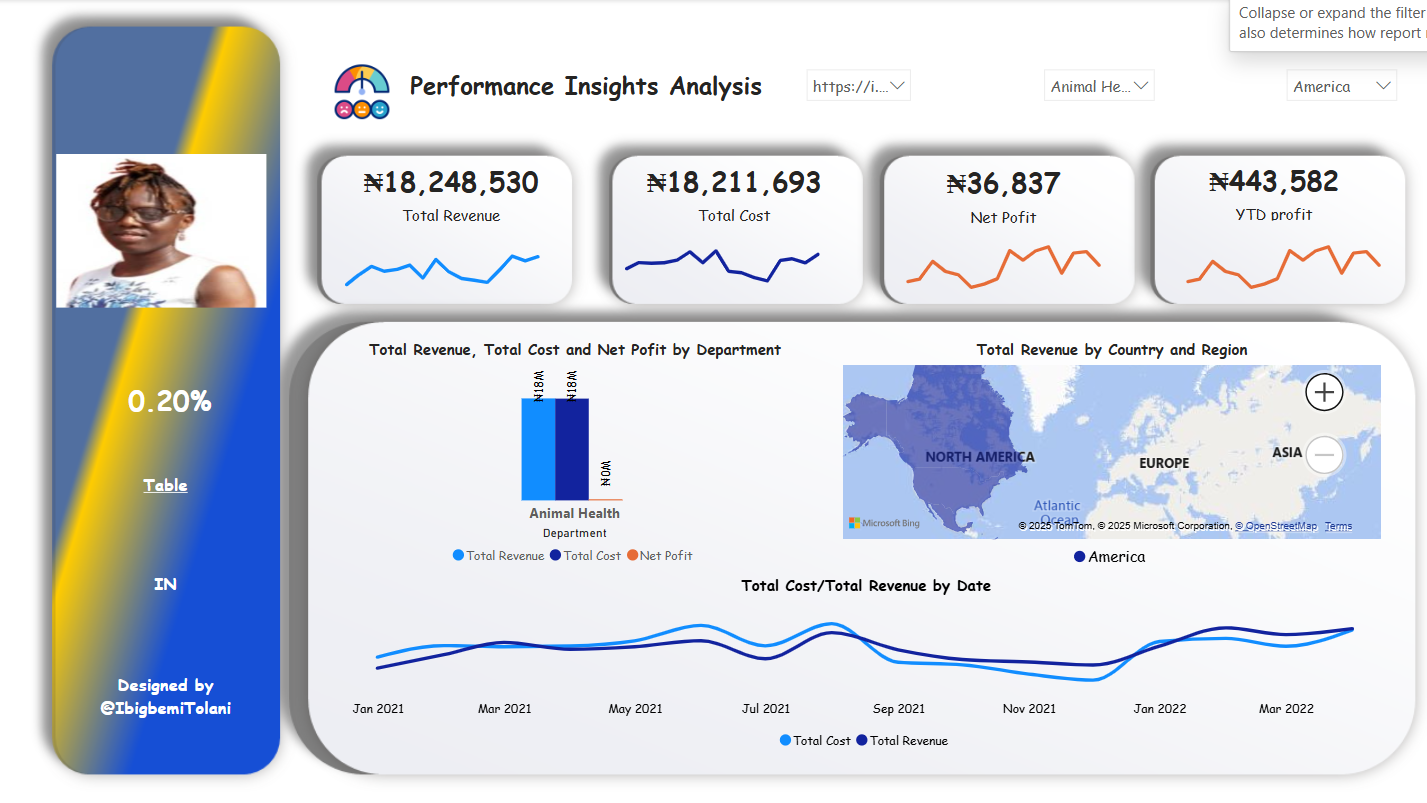 Collapse or expand the filter
also determines how report
Performance Insights Analysis
https://i....
Animal He...
America
₦18,248,530
Total Revenue
₦18,211,693
Total Cost
₦36,837
Net Pofit
₦443,582
YTD profit
0.20%
Table
IN
Designed by
@IbigbemiTolani
Total Revenue, Total Cost and Net Pofit by Department
₦18M
₦18M
₦0M
Animal Health
Department
Total Revenue Total Cost Net Pofit
Total Revenue by Country and Region
NORTH AMERICA
EUROPE
ASIA
Atlantic
Ocean
Microsoft Bing
© 2025 TomTom, © 2025 Microsoft Corporation, © OpenStreetMap Terms
America
Total Cost/Total Revenue by Date
Jan 2021 Mar 2021 May 2021 Jul 2021 Sep 2021 Nov 2021 Jan 2022 Mar 2022
Total Cost Total Revenue